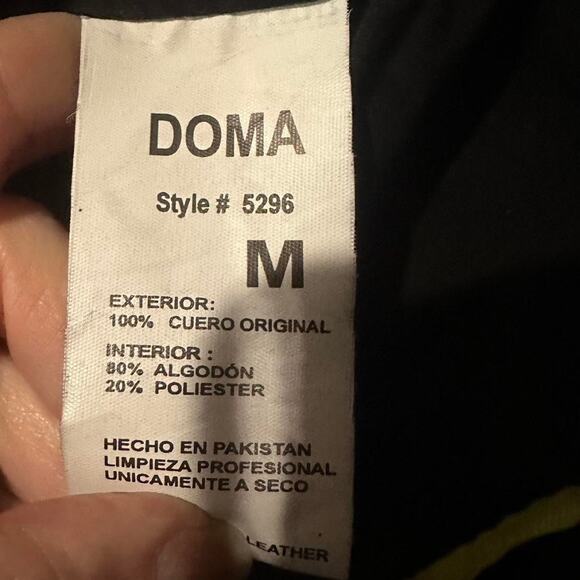 DOMA
Style # 5296
M
EXTERIOR:
100% CUERO ORIGINAL
INTERIOR :
80% ALGODÓN
20% POLIESTER
HECHO EN PAKISTAN
LIMPIEZA PROFESIONAL
UNICAMENTE A SECO
LEATHER